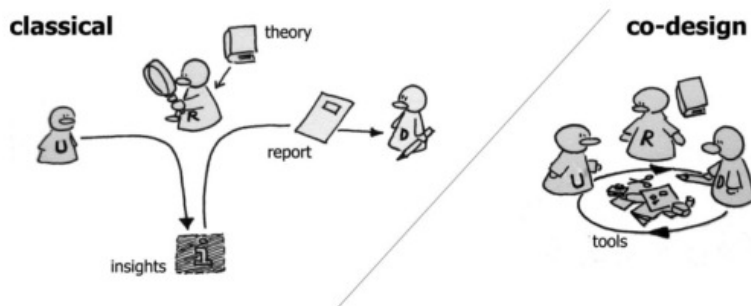 classical
theory
R
U
report
D
insights
i
co-design
R
U
D
tools